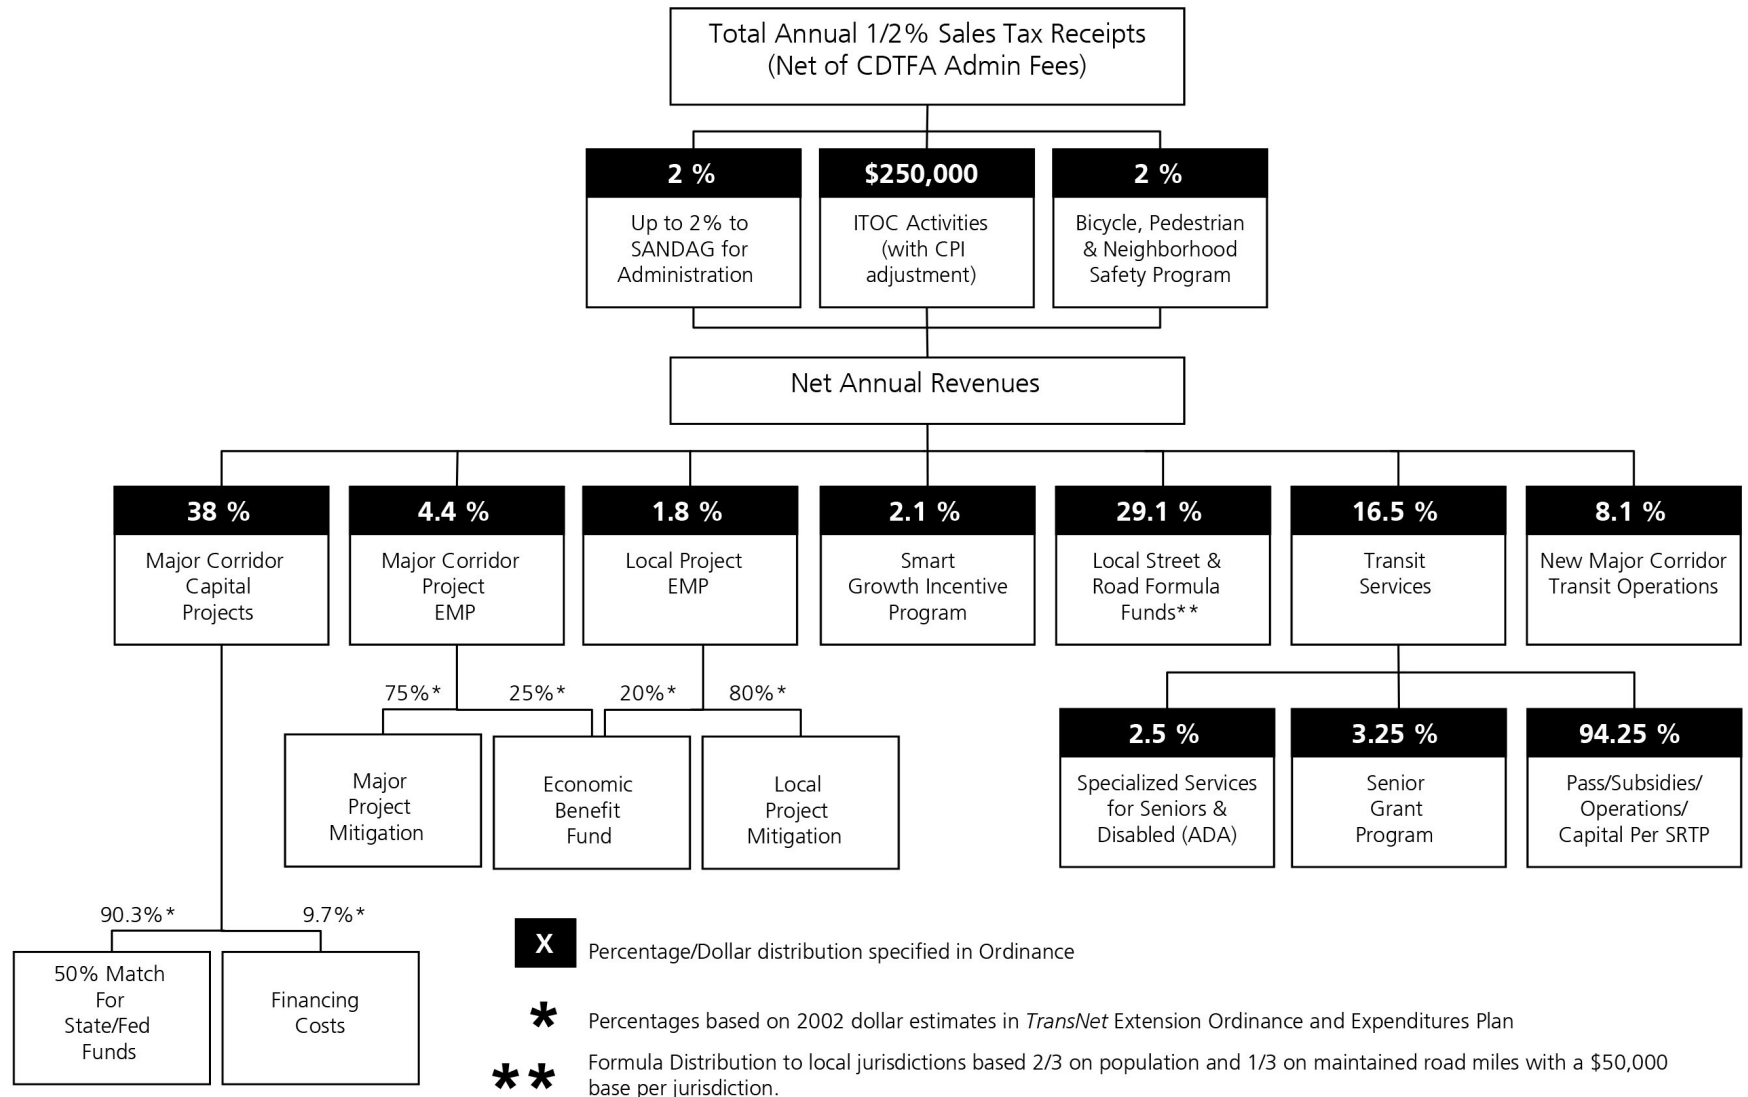 Total Annual 1/2% Sales Tax Receipts
(Net of CDTFA Admin Fees)
2 %
Up to 2% to
SANDAG for
Administration
$250,000
ITOC Activities
(with CPI
adjustment)
2 %
Bicycle, Pedestrian
& Neighborhood
Safety Program
Net Annual Revenues
38 %
Major Corridor
Capital
Projects
4.4 %
Major Corridor
Project
EMP
1.8 %
Local Project
EMP
2.1 %
Smart
Growth Incentive
Program
29.1 %
Local Street &
Road Formula
Funds**
16.5 %
Transit
Services
8.1 %
New Major Corridor
Transit Operations
75%*
25%*
20%*
80%*
Major
Project
Mitigation
Economic
Benefit
Fund
Local
Project
Mitigation
2.5 %
Specialized Services
for Seniors &
Disabled (ADA)
3.25 %
Senior
Grant
Program
94.25 %
Pass/Subsidies/
Operations/
Capital Per SRTP
90.3%*
9.7%*
50% Match
For
State/Fed
Funds
Financing
Costs
X Percentage/Dollar distribution specified in Ordinance
* Percentages based on 2002 dollar estimates in TransNet Extension Ordinance and Expenditures Plan
** Formula Distribution to local jurisdictions based 2/3 on population and 1/3 on maintained road miles with a $50,000
base per jurisdiction.